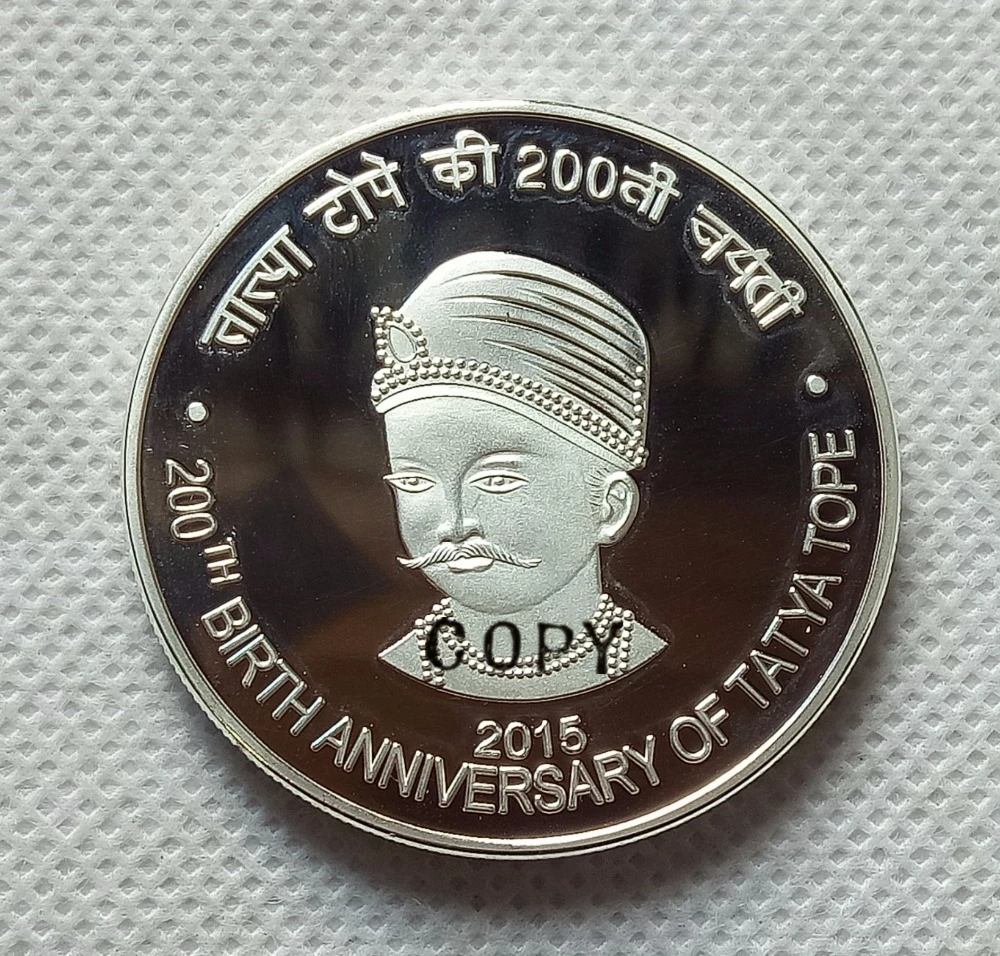 तात्या टोपे की 200वी जयंती
COPY
2015
200TH BIRTH ANNIVERSARY OF TATYA TOPE